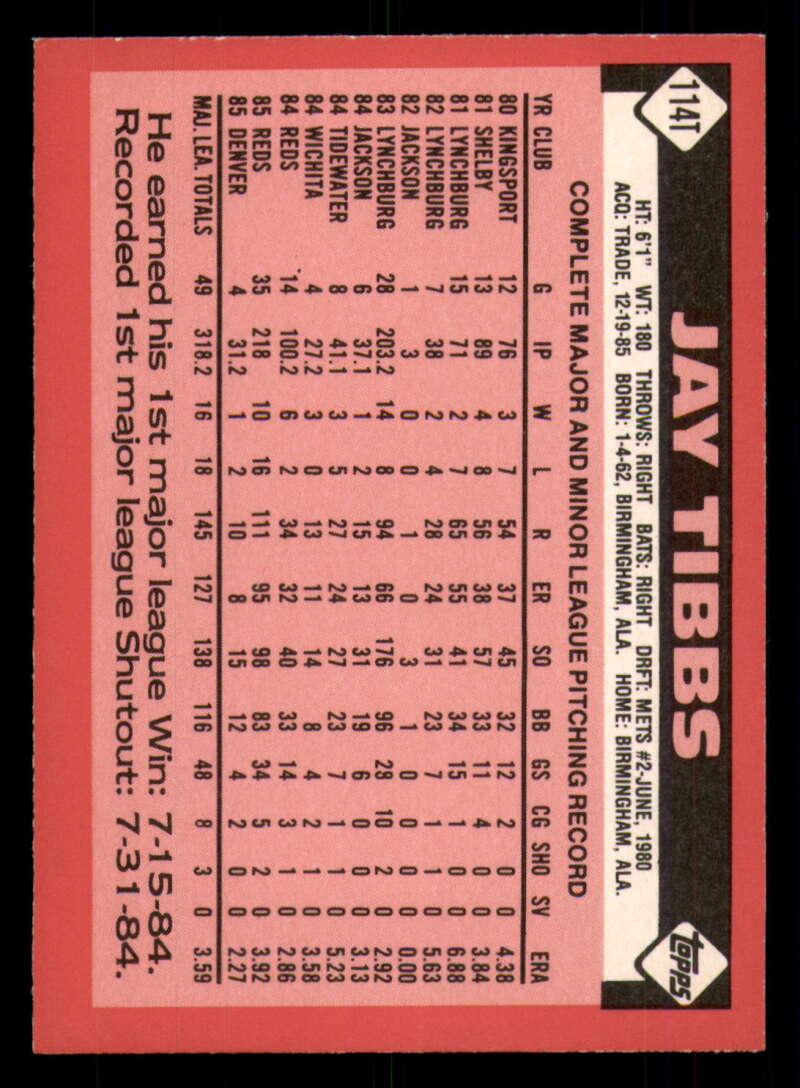 114T
JAY TIBBS
topps
HT: 6'1" WT: 180 THROWS: RIGHT BATS: RIGHT DRFT: METS #2-JUNE, 1980
ACQ: TRADE, 12-19-85 BORN: 1-4-62, BIRMINGHAM, ALA. HOME: BIRMINGHAM, ALA.
COMPLETE MAJOR AND MINOR LEAGUE PITCHING RECORD
YR CLUB G IP W L R ER SO BB GS CG SHO SV ERA
80 KINGSPORT 12 76 3 7 54 37 45 32 12 2 0 0 4.38
81 SHELBY 13 89 4 8 56 38 57 33 11 4 0 0 3.84
81 LYNCHBURG 15 71 2 7 65 55 41 34 15 1 0 0 6.88
82 LYNCHBURG 7 38 2 4 28 24 31 23 7 1 1 0 5.63
82 JACKSON 1 3 0 0 1 0 3 1 0 0 0 0 0.00
83 LYNCHBURG 28 203.2 14 8 94 66 176 96 28 10 2 0 2.92
84 JACKSON 6 37.1 1 2 15 13 31 19 6 0 0 0 3.13
84 TIDEWATER 8 41.1 3 5 27 24 27 23 7 1 1 0 5.23
84 WICHITA 4 27.2 3 0 13 11 14 8 4 2 1 0 3.58
84 REDS 14 100.2 6 2 34 32 40 33 14 3 1 0 2.86
85 REDS 35 218 10 16 111 95 98 83 34 5 2 0 3.92
85 DENVER 4 31.2 1 2 10 8 15 12 4 2 0 0 2.27
MAJ. LEA. TOTALS 49 318.2 16 18 145 127 138 116 48 8 3 0 3.59
He earned his 1st major league Win: 7-15-84.
Recorded 1st major league Shutout: 7-31-84.